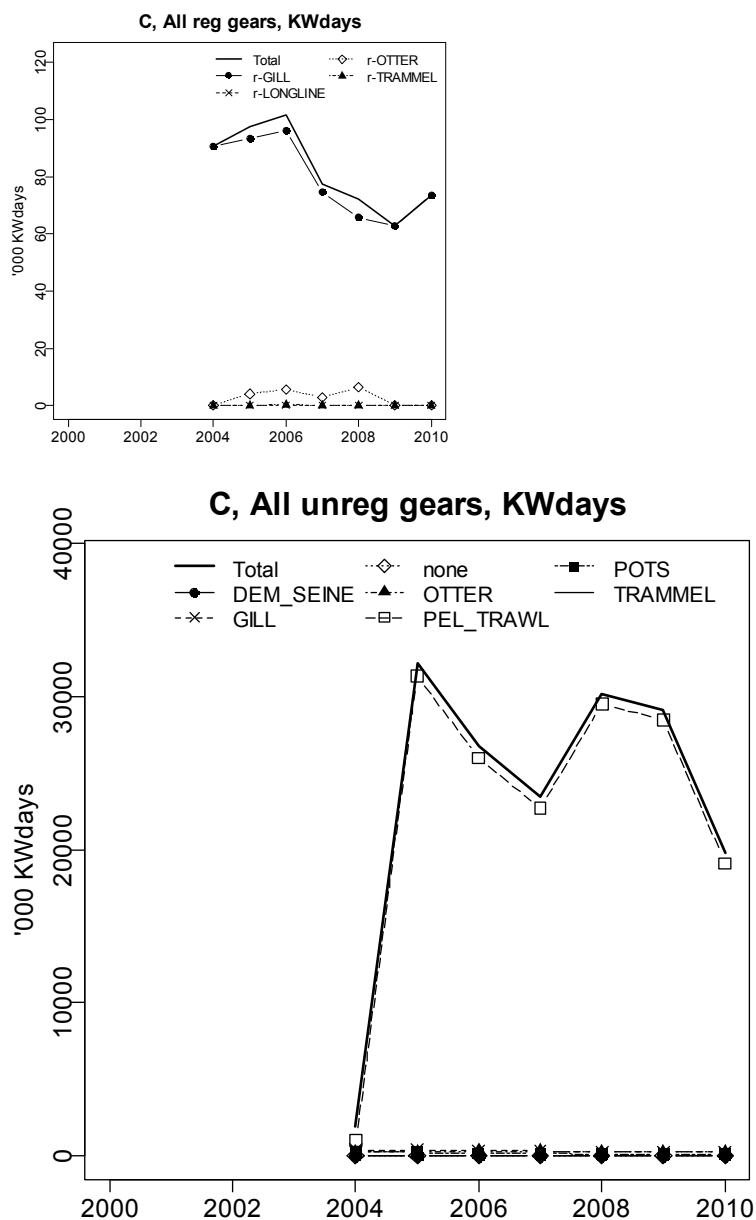 C, All reg gears, KWdays
Total r-OTTER
r-GILL r-TRAMMEL
r-LONGLINE
120
100
80
60
40
20
0
'000 KWdays
2000 2002 2004 2006 2008 2010
C, All unreg gears, KWdays
Total none POTS
DEM_SEINE OTTER TRAMMEL
GILL PEL_TRAWL
40000
30000
20000
10000
0
'000 KWdays
2000 2002 2004 2006 2008 2010